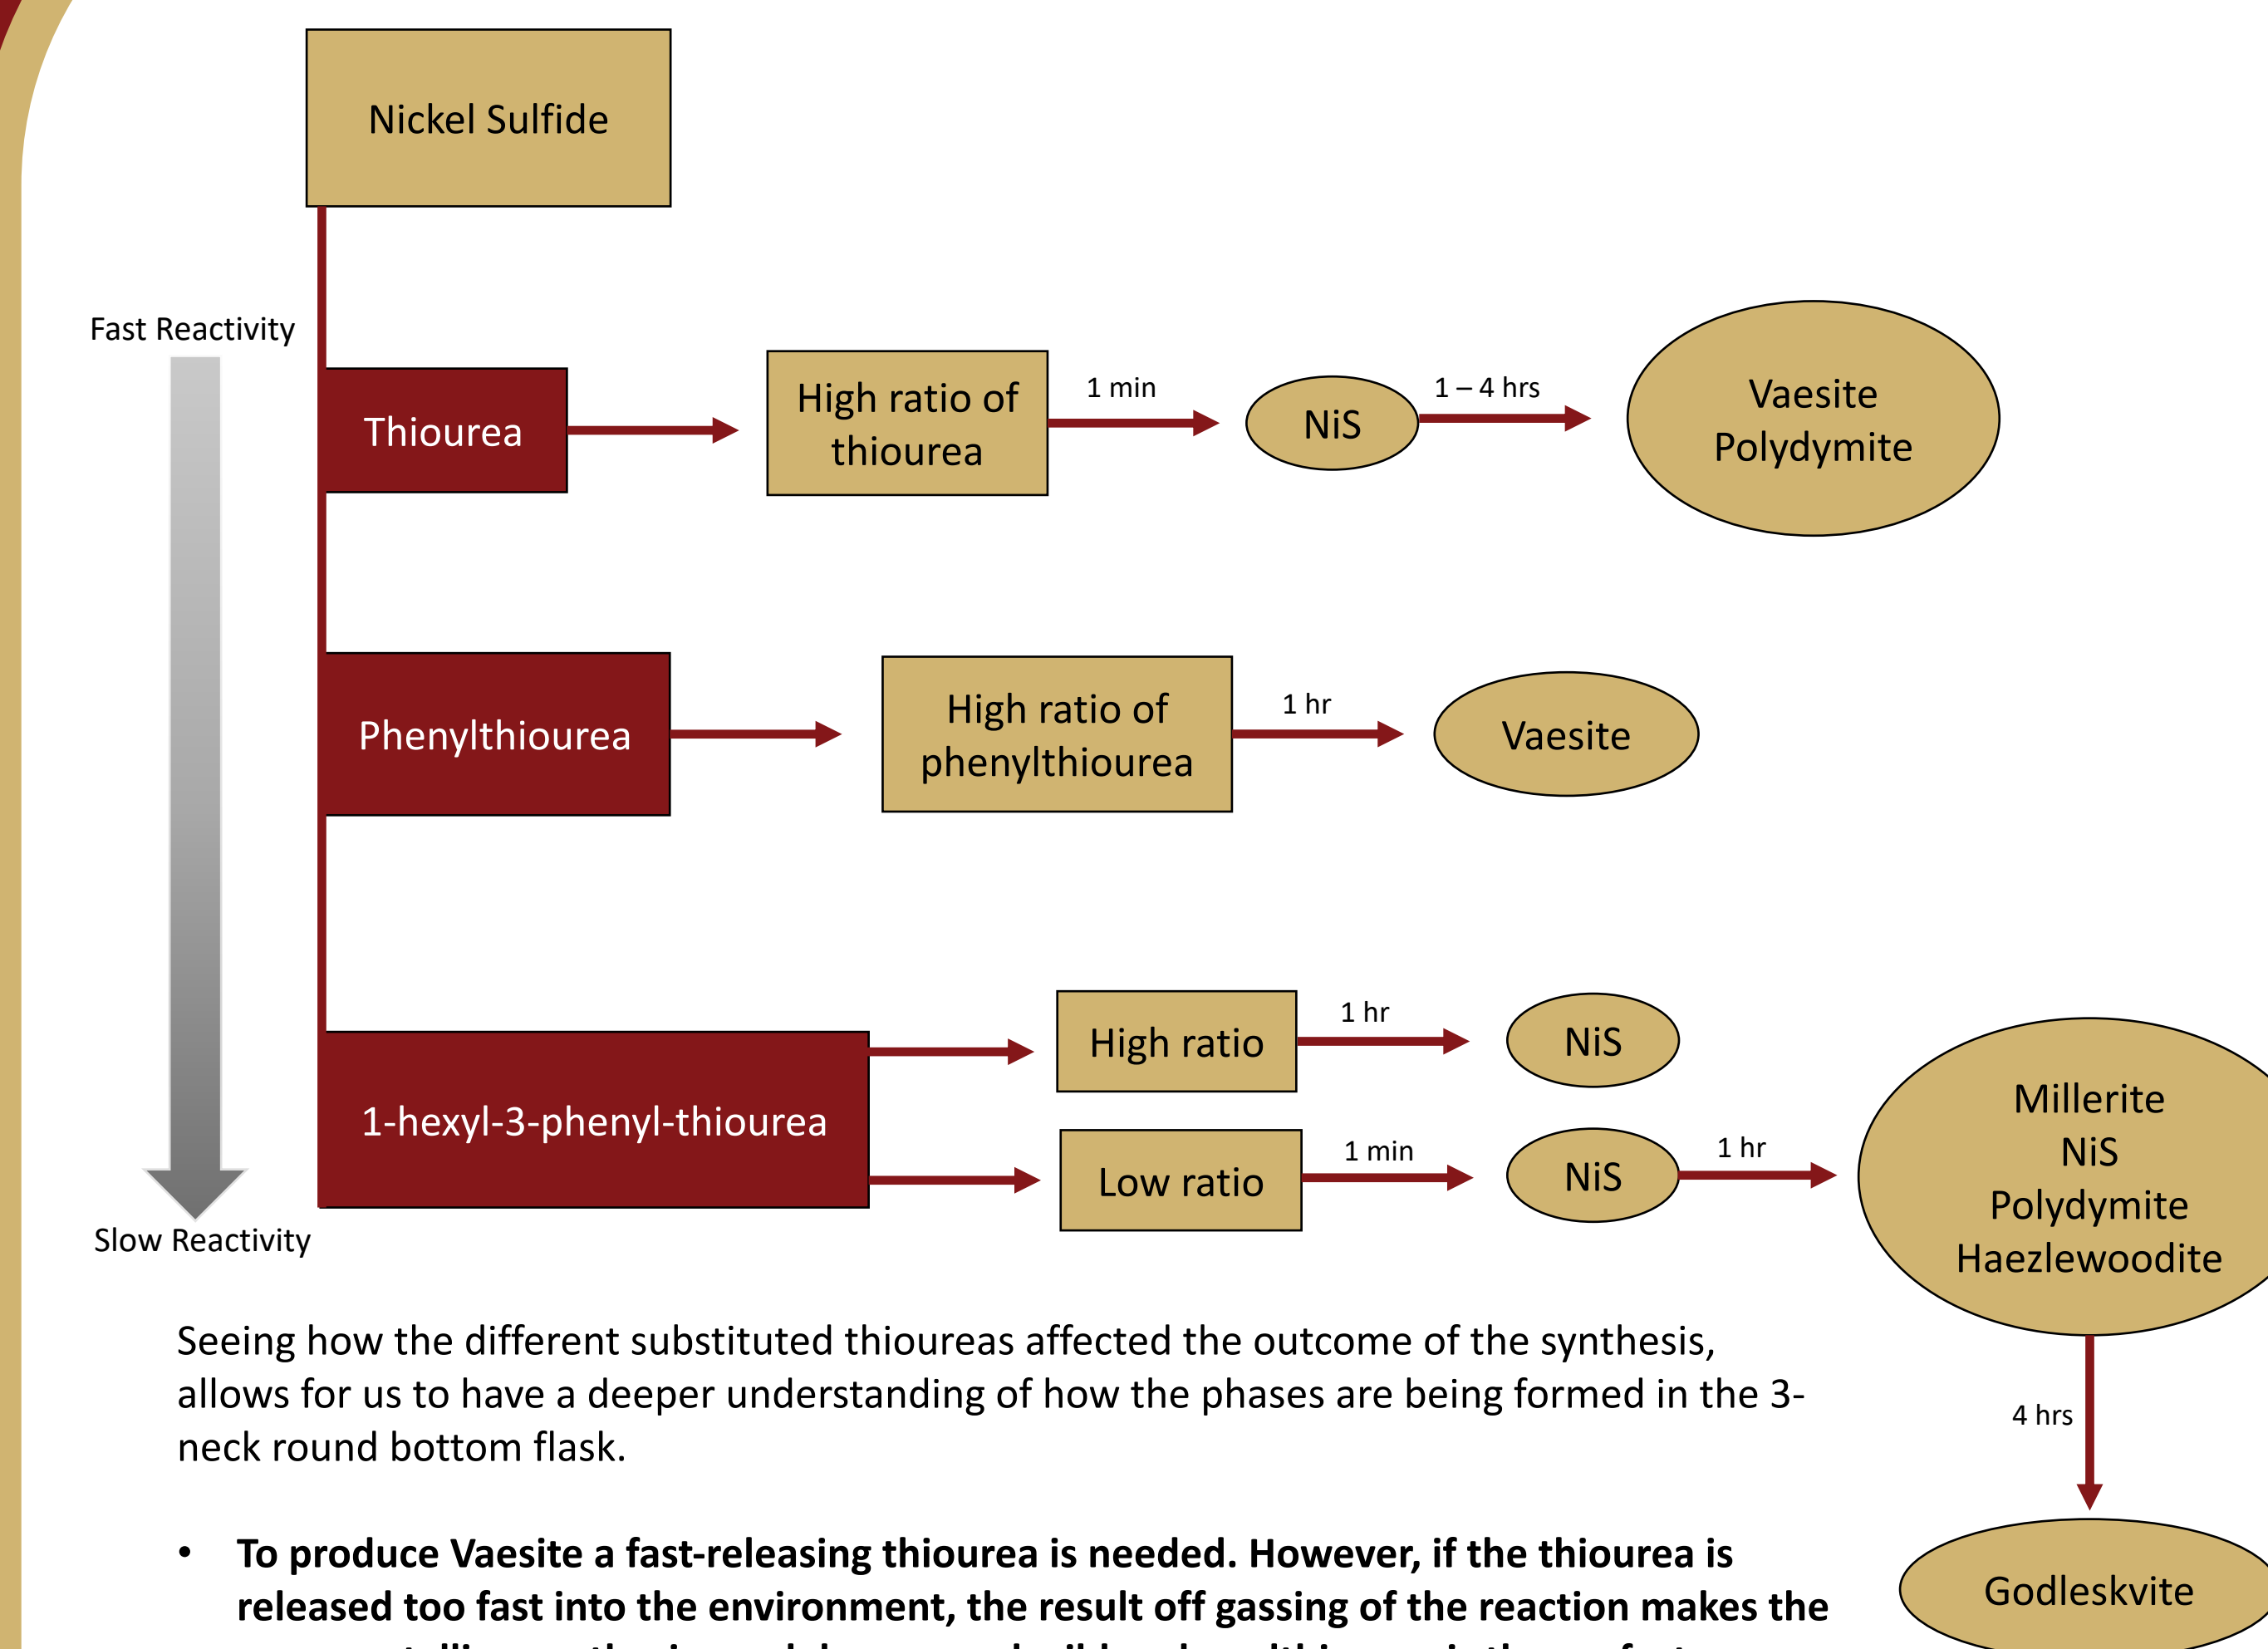 Nickel Sulfide
Fast Reactivity
Thiourea
High ratio of
thiourea
1 min
NiS
1 – 4 hrs
Vaesite
Polydymite
Phenylthiourea
High ratio of
phenylthiourea
1 hr
Vaesite
1-hexyl-3-phenyl-thiourea
High ratio
1 hr
NiS
Low ratio
1 min
NiS
1 hr
Millerite
NiS
Polydymite
Haezlewoodite
Slow Reactivity
4 hrs
Godleskvite
Seeing how the different substituted thioureas affected the outcome of the synthesis,
allows for us to have a deeper understanding of how the phases are being formed in the 3-
neck round bottom flask.
• To produce Vaesite a fast-releasing thiourea is needed. However, if the thiourea is
released too fast into the environment, the result off gassing of the reaction makes the